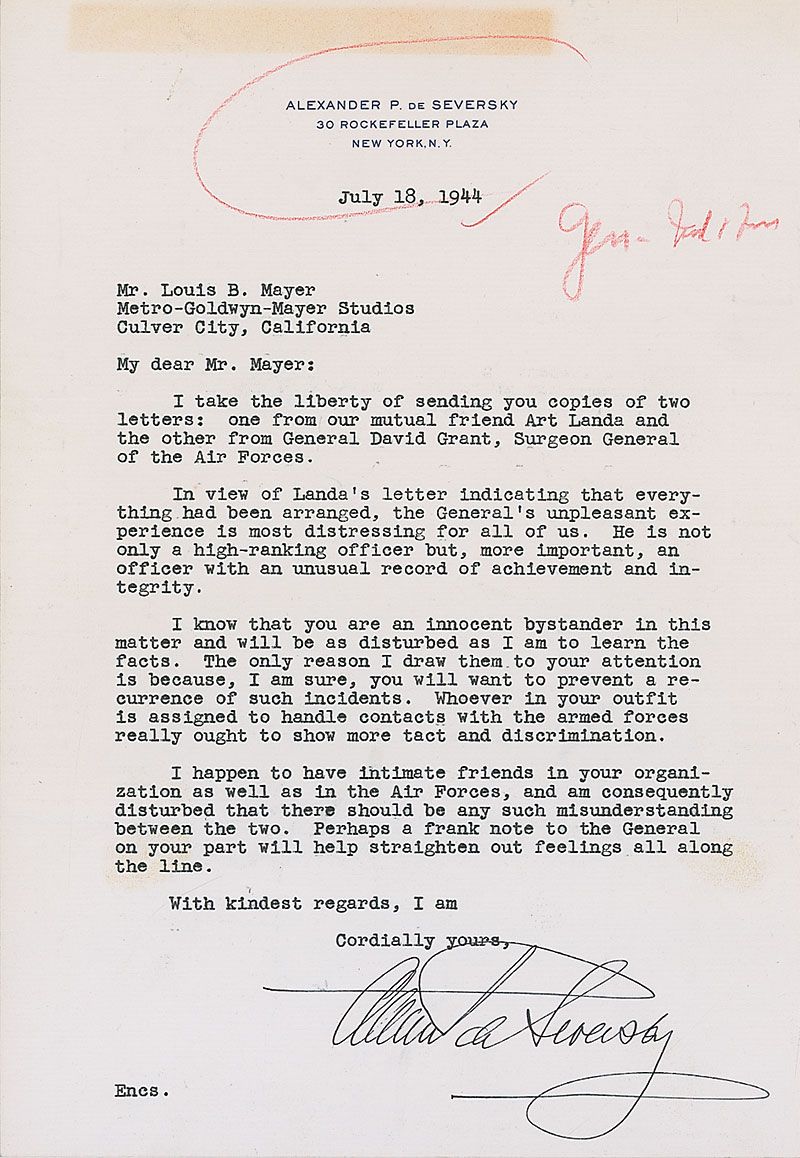 ALEXANDER P. DE SEVERSKY
30 ROCKEFELLER PLAZA
NEW YORK, N.Y.
July 18, 1944
Gen-
Mr. Louis B. Mayer
Metro-Goldwyn-Mayer Studios
Culver City, California
My dear Mr. Mayer:
I take the liberty of sending you copies of two
letters: one from our mutual friend Art Landa and
the other from General David Grant, Surgeon General
of the Air Forces.
In view of Landa's letter indicating that every-
thing had been arranged, the General's unpleasant ex-
perience is most distressing for all of us. He is not
only a high-ranking officer but, more important, an
officer with an unusual record of achievement and in-
tegrity.
I know that you are an innocent bystander in this
matter and will be as disturbed as I am to learn the
facts. The only reason I draw them to your attention
is because, I am sure, you will want to prevent a re-
currence of such incidents. Whoever in your outfit
is assigned to handle contacts with the armed forces
really ought to show more tact and discrimination.
I happen to have intimate friends in your organi-
zation as well as in the Air Forces, and am consequently
disturbed that there should be any such misunderstanding
between the two. Perhaps a frank note to the General
on your part will help straighten out feelings all along
the line.
With kindest regards, I am
Cordially yours,
de Seversky
Encs.